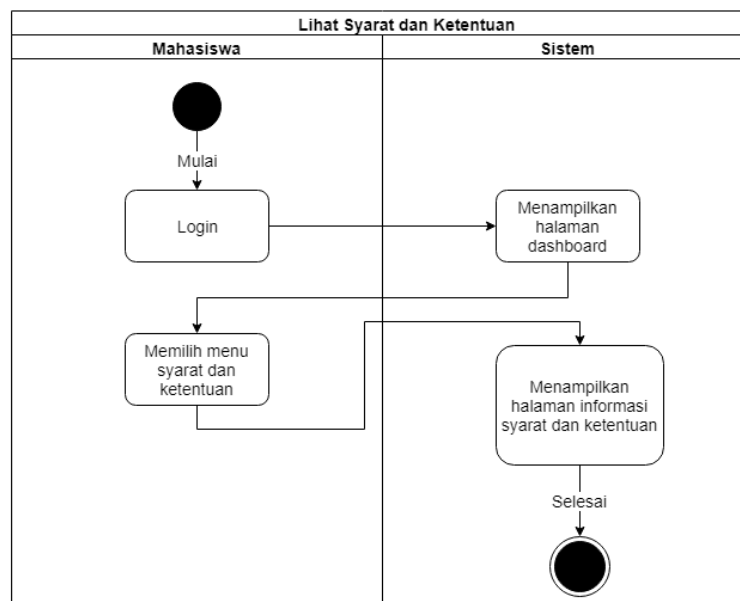 Lihat Syarat dan Ketentuan
Mahasiswa
Sistem
Mulai
Login
Menampilkan
halaman
dashboard
Memilih menu
syarat dan
ketentuan
Menampilkan
halaman informasi
syarat dan ketentuan
Selesai